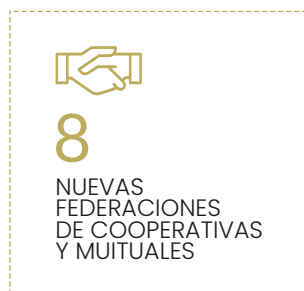 8
NUEVAS
FEDERACIONES
DE COOPERATIVAS
Y MUITUALES